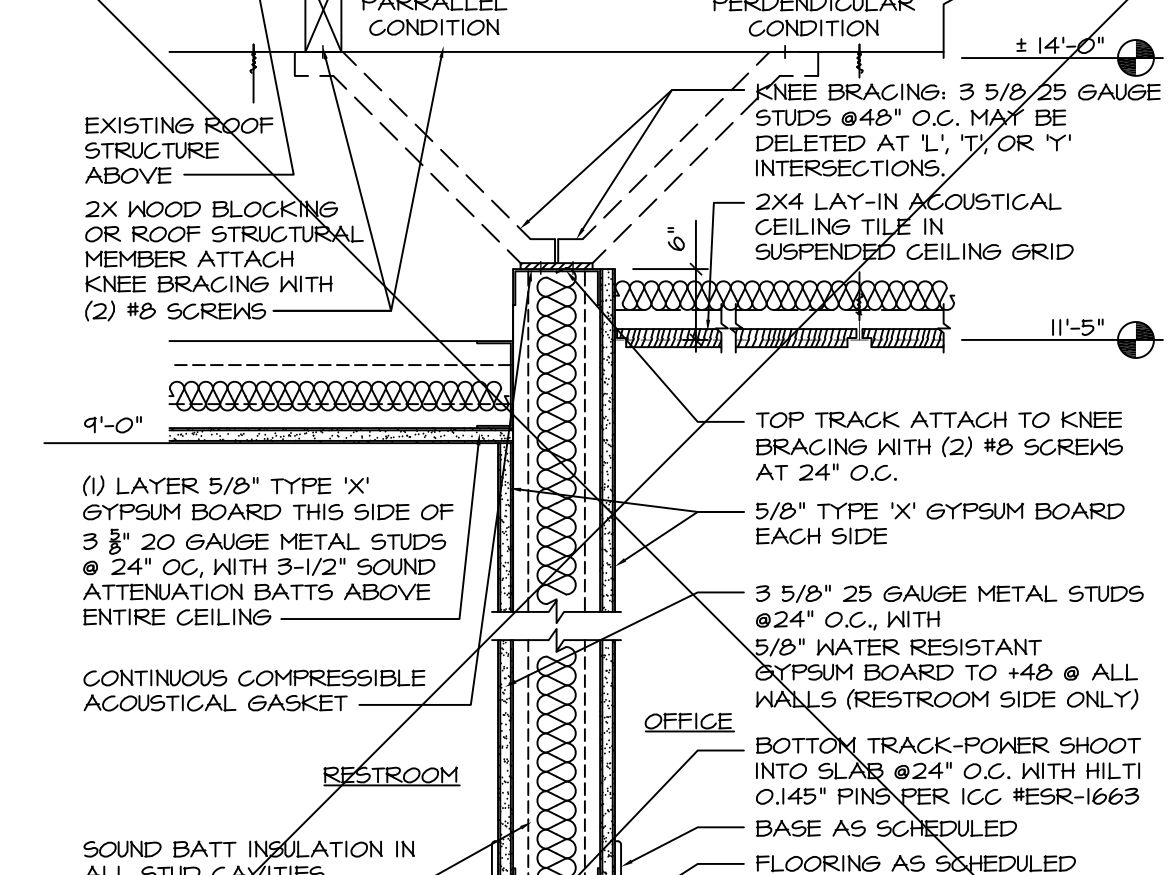 PARRALLEL
CONDITION
PERDENDICULAR
CONDITION
± 14'-0"
EXISTING ROOF
STRUCTURE
ABOVE
2X WOOD BLOCKING
OR ROOF STRUCTURAL
MEMBER ATTACH
KNEE BRACING WITH
(2) #8 SCREWS
KNEE BRACING: 3 5/8 25 GAUGE
STUDS @48" O.C. MAY BE
DELETED AT 'L', 'T', OR 'Y'
INTERSECTIONS.
2X4 LAY-IN ACOUSTICAL
CEILING TILE IN
SUSPENDED CEILING GRID
6"
11'-5"
9'-0"
TOP TRACK ATTACH TO KNEE
BRACING WITH (2) #8 SCREWS
AT 24" O.C.
(1) LAYER 5/8" TYPE 'X'
GYPSUM BOARD THIS SIDE OF
3 5/8" 20 GAUGE METAL STUDS
@ 24" OC, WITH 3-1/2" SOUND
ATTENUATION BATTS ABOVE
ENTIRE CEILING
5/8" TYPE 'X' GYPSUM BOARD
EACH SIDE
3 5/8" 25 GAUGE METAL STUDS
@24" O.C., WITH
5/8" WATER RESISTANT
GYPSUM BOARD TO +48 @ ALL
WALLS (RESTROOM SIDE ONLY)
CONTINUOUS COMPRESSIBLE
ACOUSTICAL GASKET
OFFICE
RESTROOM
BOTTOM TRACK-POWER SHOOT
INTO SLAB @24" O.C. WITH HILTI
0.145" PINS PER ICC #ESR-1663
BASE AS SCHEDULED
FLOORING AS SCHEDULED
SOUND BATT INSULATION IN
ALL STUD CAVITIES